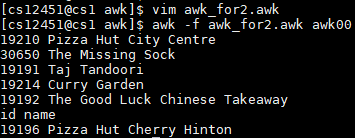 [cs12451@cs1 awk]$ vim awk_for2.awk
[cs12451@cs1 awk]$ awk -f awk_for2.awk awk00
19210 Pizza Hut City Centre
30650 The Missing Sock
19191 Taj Tandoori
19214 Curry Garden
19192 The Good Luck Chinese Takeaway
id name
19196 Pizza Hut Cherry Hinton